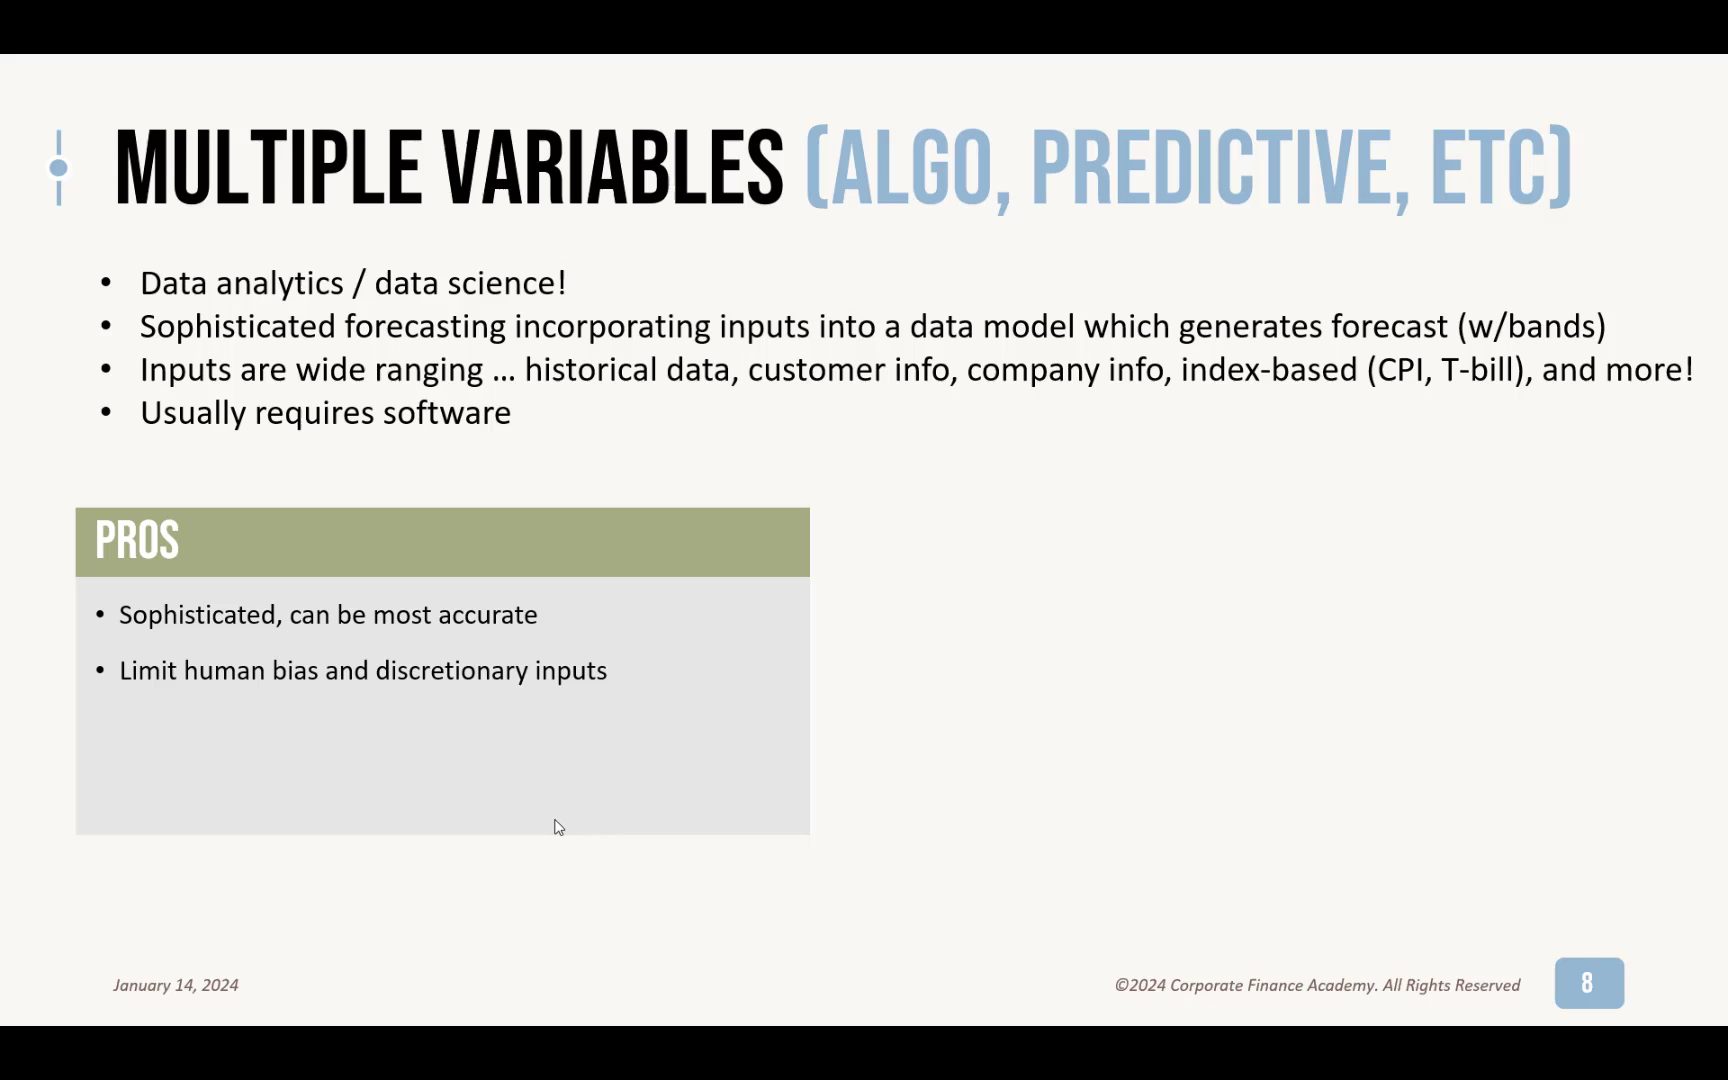 MULTIPLE VARIABLES (ALGO, PREDICTIVE, ETC)
• Data analytics / data science!
• Sophisticated forecasting incorporating inputs into a data model which generates forecast (w/bands)
• Inputs are wide ranging ... historical data, customer info, company info, index-based (CPI, T-bill), and more!
• Usually requires software
PROS
• Sophisticated, can be most accurate
• Limit human bias and discretionary inputs
January 14, 2024
©2024 Corporate Finance Academy. All Rights Reserved
8